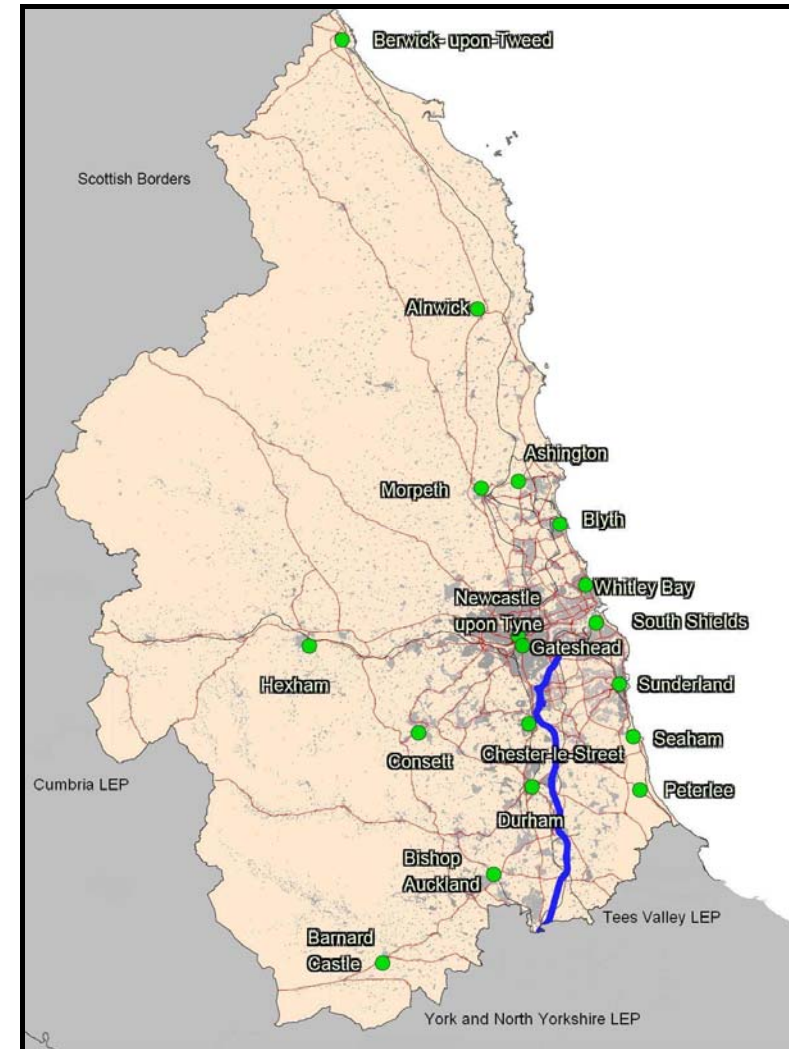 Berwick- upon-Tweed
Scottish Borders
Alnwick
Ashington
Morpeth
Blyth
Whitley Bay
Newcastle
upon Tyne
South Shields
Gateshead
Hexham
Sunderland
Consett
Chester-le-Street
Seaham
Cumbria LEP
Peterlee
Durham
Bishop
Auckland
Tees Valley LEP
Barnard
Castle
York and North Yorkshire LEP